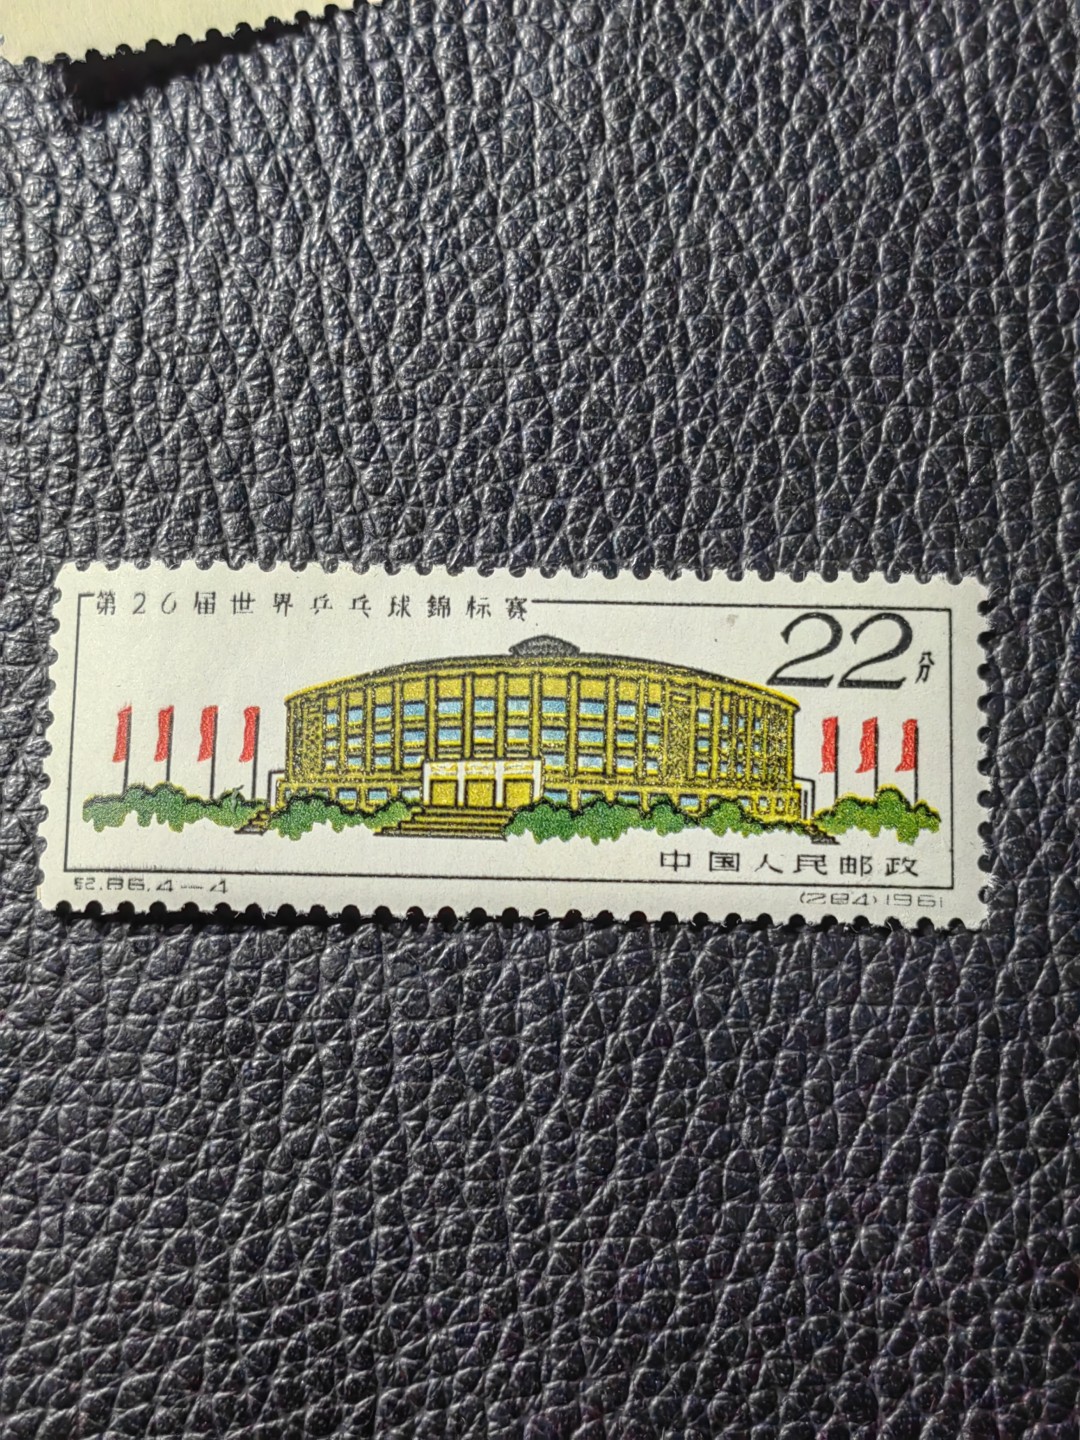 第26届世界乒乓球錦标赛
22分
中国人民邮政
纪.86.4-4
(284)1961